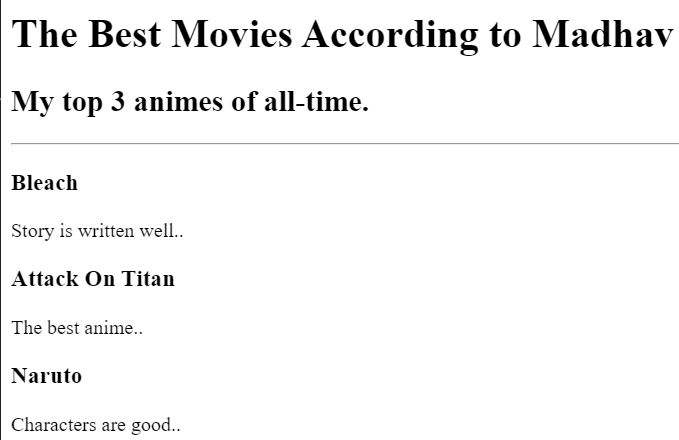 The Best Movies According to Madhav
My top 3 animes of all-time.
Bleach
Story is written well..
Attack On Titan
The best anime..
Naruto
Characters are good..